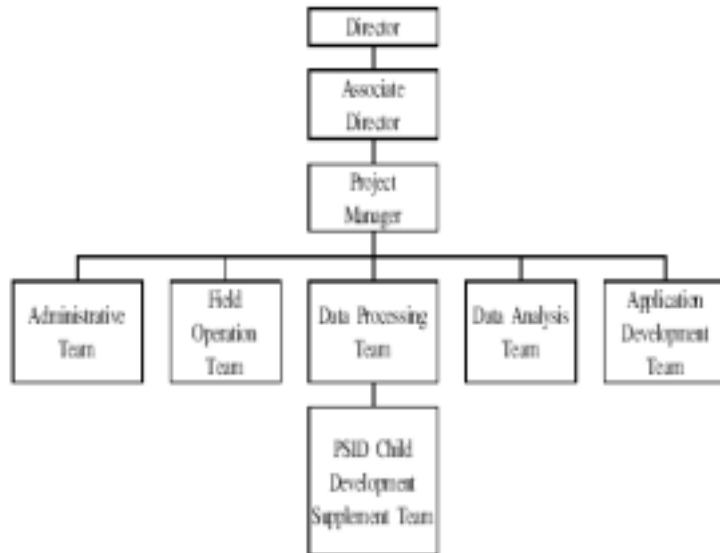 Director
Associate
Director
Project
Manager
Administrative
Team
Field
Operation
Team
Data Processing
Team
Data Analysis
Team
Application
Development
Team
PSID Child
Development
Supplement Team